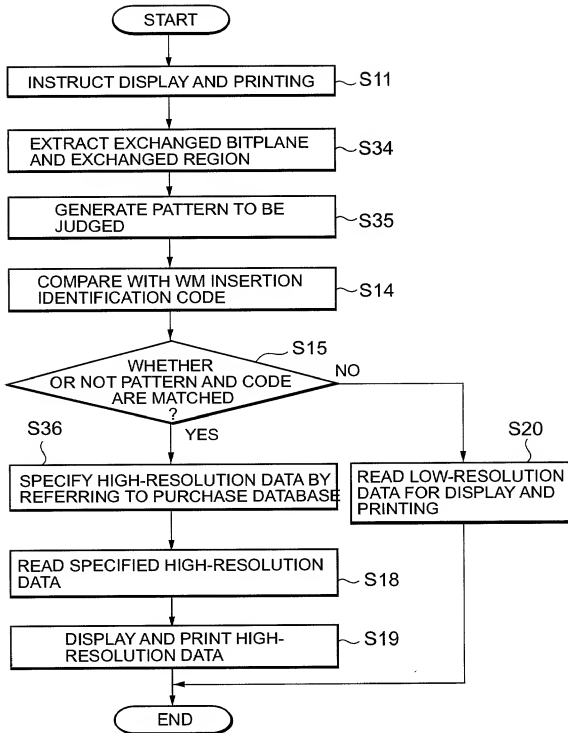 START
INSTRUCT DISPLAY AND PRINTING
S11
EXTRACT EXCHANGED BITPLANE
AND EXCHANGED REGION
S34
GENERATE PATTERN TO BE
JUDGED
S35
COMPARE WITH WM INSERTION
IDENTIFICATION CODE
S14
S15
WHETHER
OR NOT PATTERN AND CODE
ARE MATCHED
?
NO
YES
S36
SPECIFY HIGH-RESOLUTION DATA BY
REFERRING TO PURCHASE DATABASE
S20
READ LOW-RESOLUTION
DATA FOR DISPLAY AND
PRINTING
READ SPECIFIED HIGH-RESOLUTION
DATA
S18
DISPLAY AND PRINT HIGH-
RESOLUTION DATA
S19
END